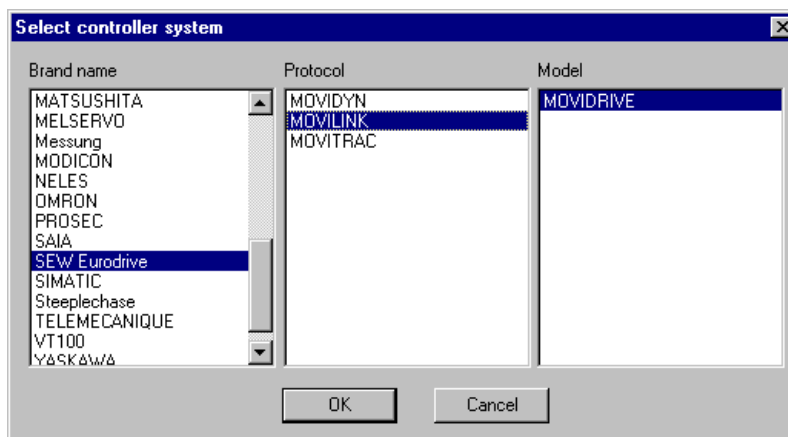 Select controller system
Brand name
Protocol
Model
MATSUSHITA
MELSERVO
Messung
MODICON
NELES
OMRON
PROSEC
SAIA
SEW Eurodrive
SIMATIC
Steeplechase
TELEMECANIQUE
VT100
YASKAWA
MOVIDYN
MOVILINK
MOVITRAC
MOVIDRIVE
OK
Cancel